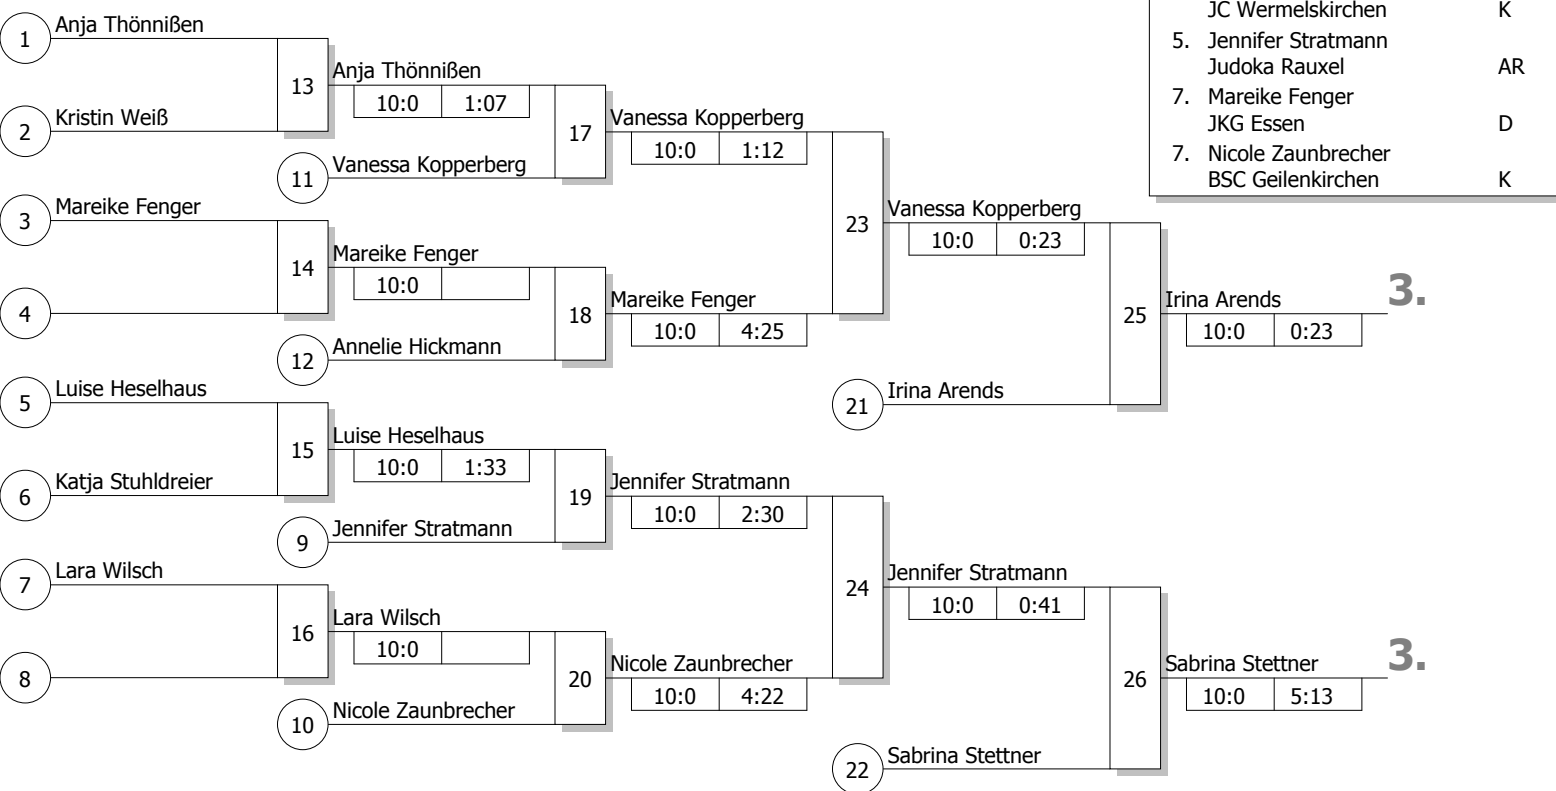 JC Wermelskirchen K
5. Jennifer Stratmann
Judoka Rauxel AR
7. Mareike Fenger
JKG Essen D
7. Nicole Zaunbrecher
BSC Geilenkirchen K
1 Anja Thönnißen
2 Kristin Weiß
3 Mareike Fenger
4
5 Luise Heselhaus
6 Katja Stuhldreier
7 Lara Wilsch
8
13 Anja Thönnißen
10:0 1:07
11 Vanessa Kopperberg
14 Mareike Fenger
10:0
12 Annelie Hickmann
15 Luise Heselhaus
10:0 1:33
9 Jennifer Stratmann
16 Lara Wilsch
10:0
10 Nicole Zaunbrecher
17 Vanessa Kopperberg
10:0 1:12
18 Mareike Fenger
10:0 4:25
19 Jennifer Stratmann
10:0 2:30
20 Nicole Zaunbrecher
10:0 4:22
23 Vanessa Kopperberg
10:0 0:23
21 Irina Arends
24 Jennifer Stratmann
10:0 0:41
22 Sabrina Stettner
25 Irina Arends 3.
10:0 0:23
26 Sabrina Stettner 3.
10:0 5:13